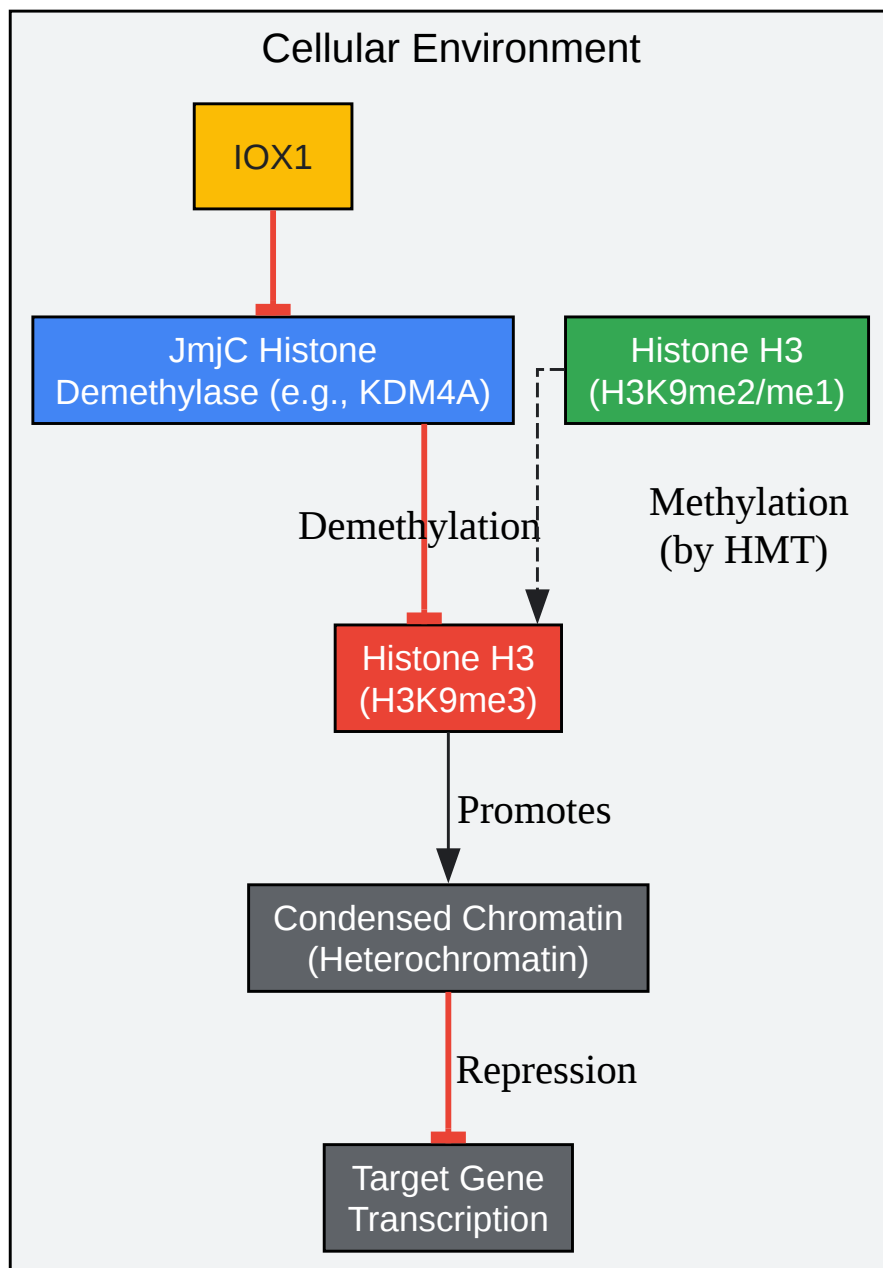 Cellular Environment
IOX1
JmjC Histone
Demethylase (e.g., KDM4A)
Histone H3
(H3K9me2/me1)
Demethylation
Methylation
(by HMT)
Histone H3
(H3K9me3)
Promotes
Condensed Chromatin
(Heterochromatin)
Repression
Target Gene
Transcription